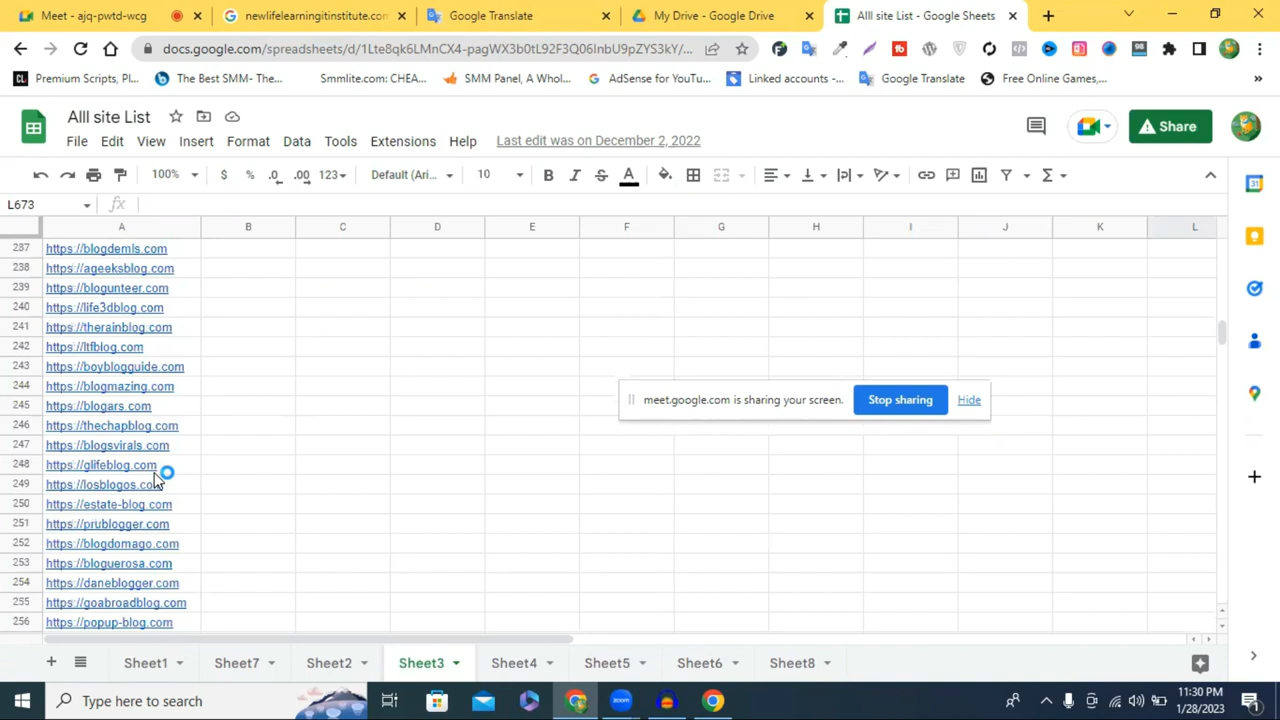 Meet - ajq-pwtd-wcg
newlifelearningitinstitute.com
Google Translate
My Drive - Google Drive
Alll site List - Google Sheets
docs.google.com/spreadsheets/d/1Lte8qk6LMnCX4-pagWX3b0tL92F3Q06InbU9pZYS3kY/...
Premium Scripts, Pl...
The Best SMM- The...
Smmlite.com: CHEA...
SMM Panel, A Whol...
AdSense for YouTu...
Linked accounts -...
Google Translate
Free Online Games,...
Alll site List
File Edit View Insert Format Data Tools Extensions Help Last edit was on December 2, 2022
Share
100% $ % .0 .00 123 Default (Ari... 10 B I S A
L673 fx
A B C D E F G H I J K L
237 https://blogdemls.com
238 https://ageeksblog.com
239 https://blogunteer.com
240 https://life3dblog.com
241 https://therainblog.com
242 https://ltfblog.com
243 https://boyblogguide.com
244 https://blogmazing.com
245 https://blogars.com
246 https://thechapblog.com
247 https://blogsvirals.com
248 https://glifeblog.com
249 https://losblogos.com
250 https://estate-blog.com
251 https://prublogger.com
252 https://blogdomago.com
253 https://bloguerosa.com
254 https://daneblogger.com
255 https://goabroadblog.com
256 https://popup-blog.com
meet.google.com is sharing your screen. Stop sharing Hide
Sheet1 Sheet7 Sheet2 Sheet3 Sheet4 Sheet5 Sheet6 Sheet8
Type here to search
11:30 PM
1/28/2023